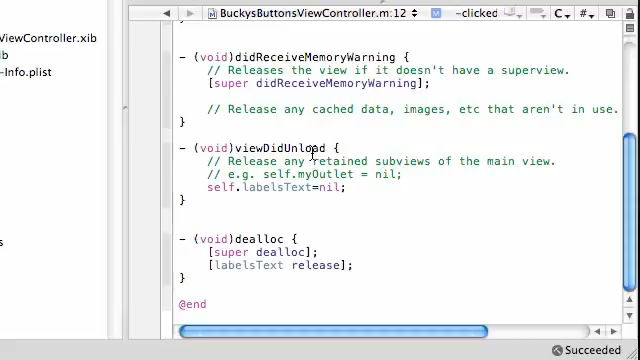 BuckysButtonsViewController.m:12
~clicked
C
#
ViewController.xib
ib
-Info.plist
- (void)didReceiveMemoryWarning {
// Releases the view if it doesn't have a superview.
[super didReceiveMemoryWarning];
// Release any cached data, images, etc that aren't in use.
}
- (void)viewDidUnload {
// Release any retained subviews of the main view.
// e.g. self.myOutlet = nil;
self.labelsText=nil;
}
- (void)dealloc {
[super dealloc];
[labelsText release];
}
@end
Succeeded